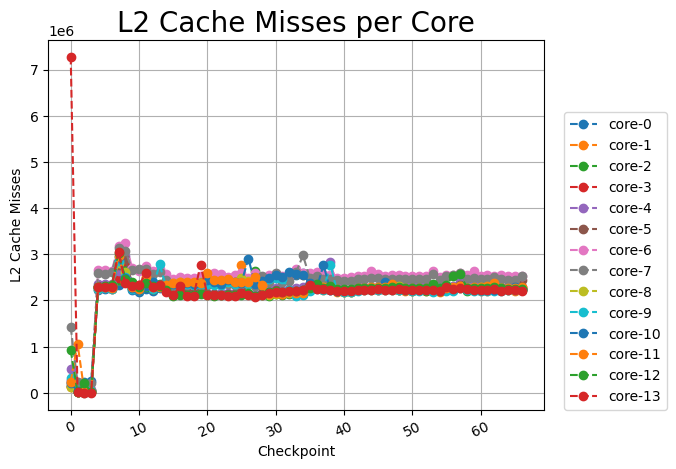 L2 Cache Misses per Core
1e6
7
6
5
4
3
2
1
0
L2 Cache Misses
0 10 20 30 40 50 60
Checkpoint
core-0
core-1
core-2
core-3
core-4
core-5
core-6
core-7
core-8
core-9
core-10
core-11
core-12
core-13